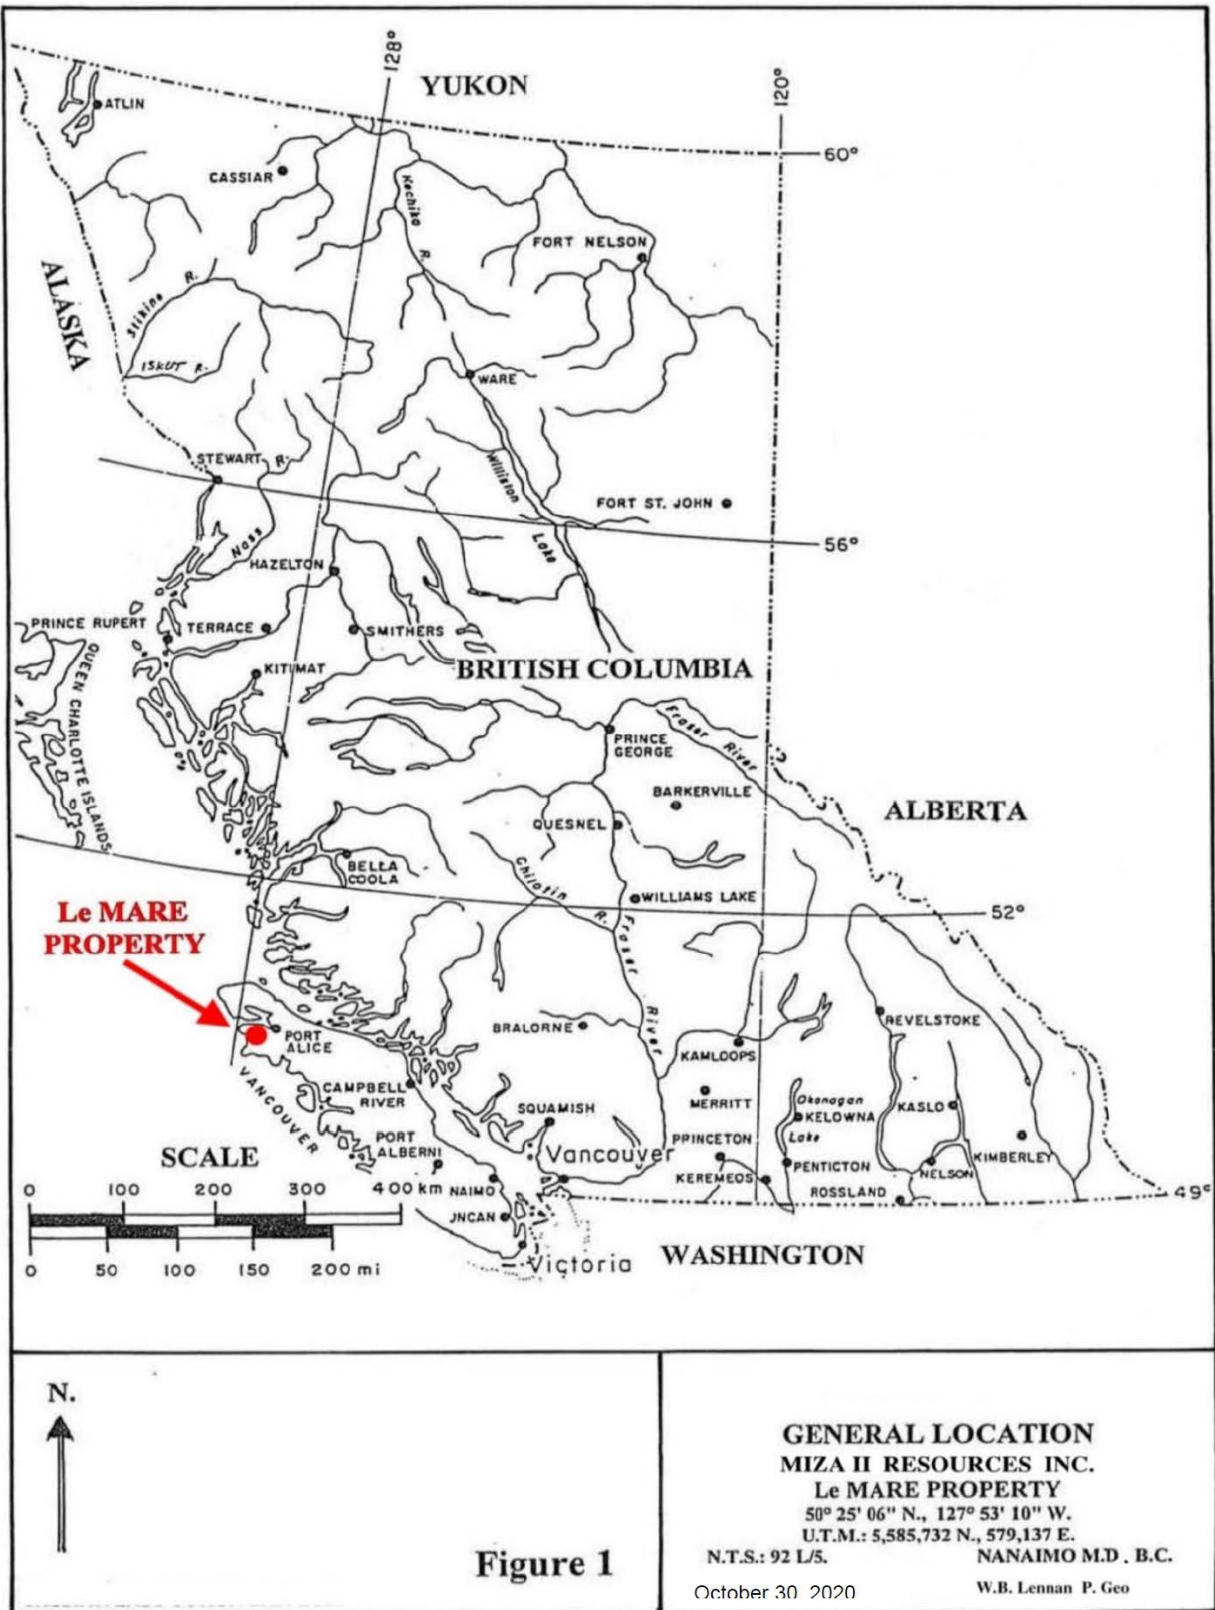 128°
YUKON
120°
ATLIN
60°
CASSIAR
Kechika
R.
FORT NELSON
ALASKA
Stikine R.
ISKUT R.
WARE
STEWART
R.
Williston
Lake
FORT ST. JOHN
56°
Nass
HAZELTON
PRINCE RUPERT
TERRACE
SMITHERS
KITIMAT
BRITISH COLUMBIA
QUEEN CHARLOTTE ISLANDS
PRINCE
GEORGE
Fraser River
BARKERVILLE
ALBERTA
QUESNEL
BELLA
COOLA
Chilotin
R.
WILLIAMS LAKE
52°
Le MARE
PROPERTY
Fraser
River
PORT
ALICE
BRALORNE
REVELSTOKE
KAMLOOPS
VANCOUVER
CAMPBELL
RIVER
MERRITT
Okanagan
Lake
KELOWNA
KASLO
SQUAMISH
PORT
ALBERNI
Vancouver
PRINCETON
KIMBERLEY
PENTICTON
NELSON
KEREMEOS
ROSSLAND
49°
SCALE
0 100 200 300 400 km
NAIMO
JNCAN
0 50 100 150 200 mi
Victoria
WASHINGTON
N.
Figure 1
GENERAL LOCATION
MIZA II RESOURCES INC.
Le MARE PROPERTY
50° 25' 06" N., 127° 53' 10" W.
U.T.M.: 5,585,732 N., 579,137 E.
N.T.S.: 92 L/5. NANAIMO M.D . B.C.
October 30 2020 W.B. Lennan P. Geo